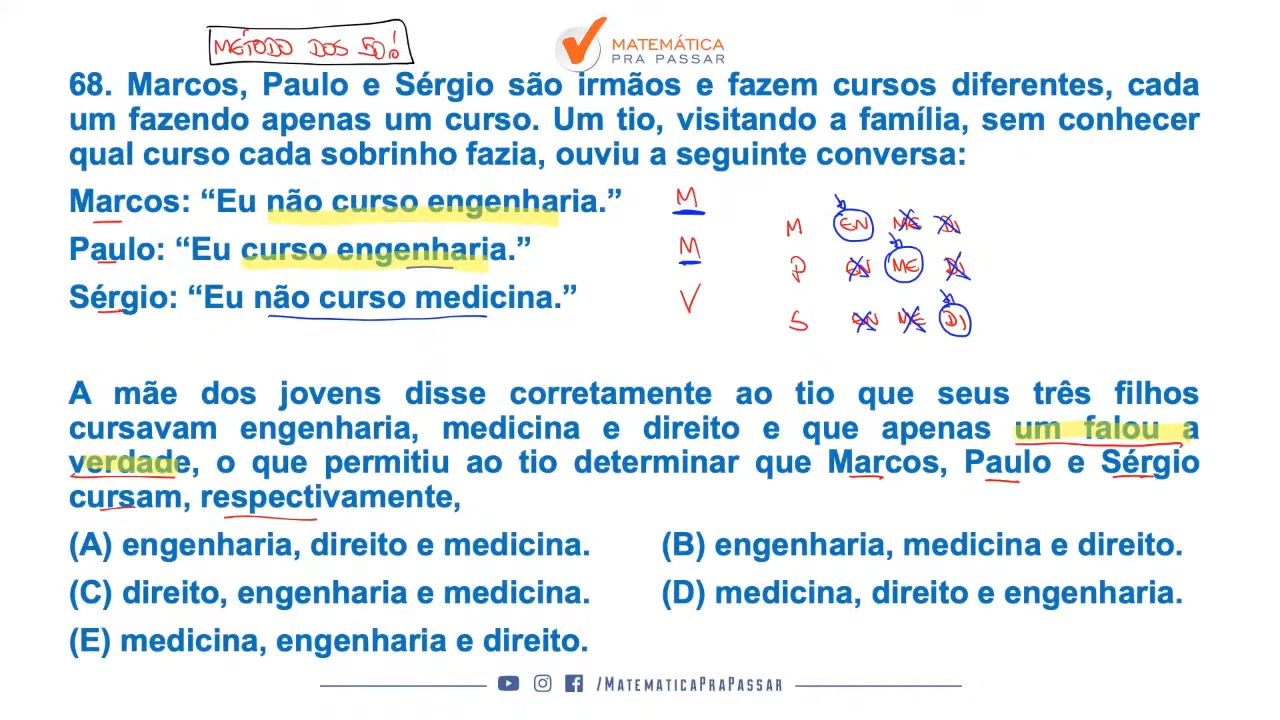 MÉTODO DOS 50%
MATEMÁTICA
PRA PASSAR
68. Marcos, Paulo e Sérgio são irmãos e fazem cursos diferentes, cada
um fazendo apenas um curso. Um tio, visitando a família, sem conhecer
qual curso cada sobrinho fazia, ouviu a seguinte conversa:
Marcos: “Eu não curso engenharia.” M
Paulo: “Eu curso engenharia.” M
Sérgio: “Eu não curso medicina.” V
M EN ME DI
P EN ME DI
S EN ME DI
A mãe dos jovens disse corretamente ao tio que seus três filhos
cursavam engenharia, medicina e direito e que apenas um falou a
verdade, o que permitiu ao tio determinar que Marcos, Paulo e Sérgio
cursam, respectivamente,
(A) engenharia, direito e medicina. (B) engenharia, medicina e direito.
(C) direito, engenharia e medicina. (D) medicina, direito e engenharia.
(E) medicina, engenharia e direito.
/MATEMATICAPRAPASSAR